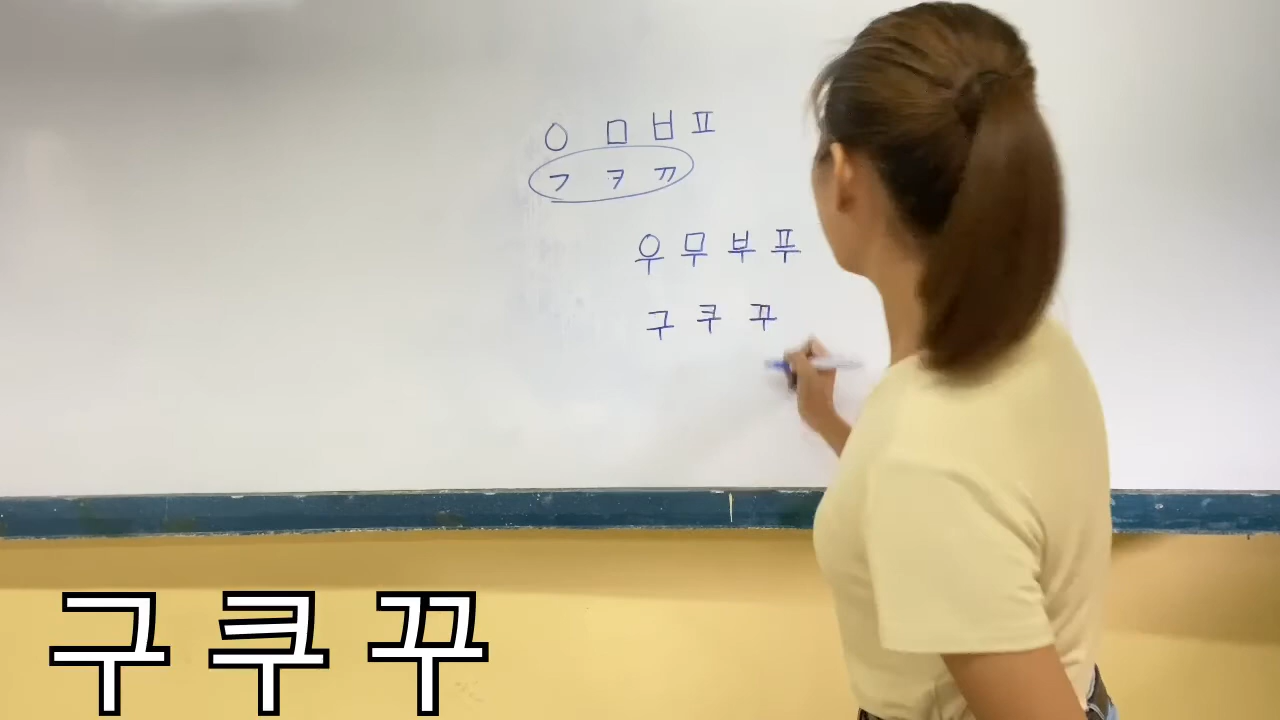 ㅇ ㅁ ㅂ ㅍ
ㄱ ㅋ ㄲ
우 무 부 푸
구 쿠 꾸
구 쿠 꾸